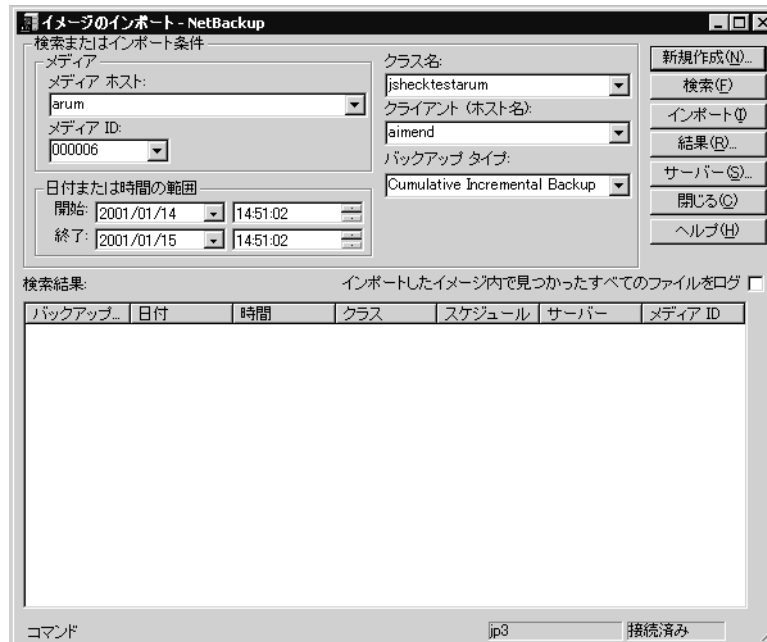 イメージのインポート - NetBackup
検索またはインポート条件
メディア
メディア ホスト:
arum
メディア ID:
000006
日付または時間の範囲
開始: 2001/01/14 14:51:02
終了: 2001/01/15 14:51:02
クラス名:
jshecktestarum
クライアント (ホスト名):
aimend
バックアップ タイプ:
Cumulative Incremental Backup
新規作成(N)...
検索(F)
インポート(I)
結果(R)...
サーバー(S)...
閉じる(C)
ヘルプ(H)
検索結果: インポートしたイメージ内で見つかったすべてのファイルをログ
バックアップ... 日付 時間 クラス スケジュール サーバー メディア ID
コマンド jp3 接続済み